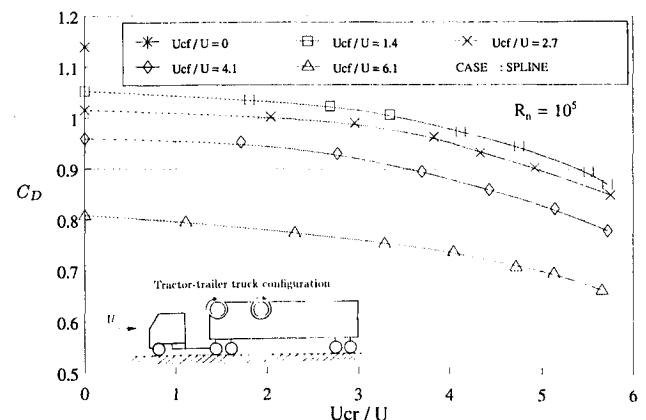 1.2
1.1
1
0.9
0.8
0.7
0.6
0.5
C_D
Ucf / U = 0
Ucf / U = 1.4
Ucf / U = 2.7
Ucf / U = 4.1
Ucf / U = 6.1
CASE : SPLINE
R_n = 10^5
Tractor-trailer truck configuration
U
0
1
2
3
4
5
6
Ucr / U